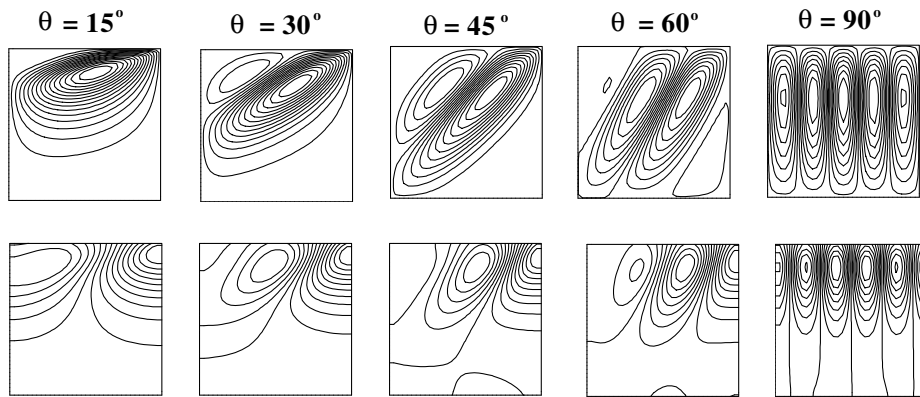 θ = 15° θ = 30° θ = 45° θ = 60° θ = 90°